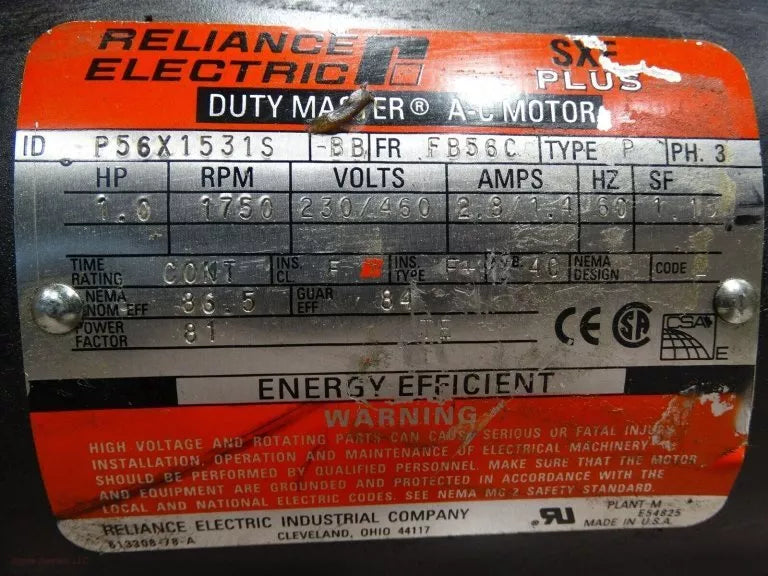 RELIANCE
ELECTRIC
SXE
PLUS
DUTY MASTER® A-C MOTOR
ID P56X1531S -BB FR FB56C TYPE P PH. 3
HP RPM VOLTS AMPS HZ SF
1.0 1750 230/460 2.8/1.4 60
TIME RATING CONT INS. CL. F INS. TYPE AMB. 40 NEMA DESIGN CODE
NEMA NOM EFF 86.5 GUAR EFF 84
POWER FACTOR 81 TE
CE SA CSA E
ENERGY EFFICIENT
WARNING
HIGH VOLTAGE AND ROTATING PARTS CAN CAUSE SERIOUS OR FATAL INJURY.
INSTALLATION, OPERATION AND MAINTENANCE OF ELECTRICAL MACHINERY
SHOULD BE PERFORMED BY QUALIFIED PERSONNEL. MAKE SURE THAT THE MOTOR
AND EQUIPMENT ARE GROUNDED AND PROTECTED IN ACCORDANCE WITH THE
LOCAL AND NATIONAL ELECTRIC CODES. SEE NEMA MG-2 SAFETY STANDARD.
RELIANCE ELECTRIC INDUSTRIAL COMPANY
CLEVELAND, OHIO 44117
613308-78-A
PLANT-M
E54825
MADE IN U.S.A.